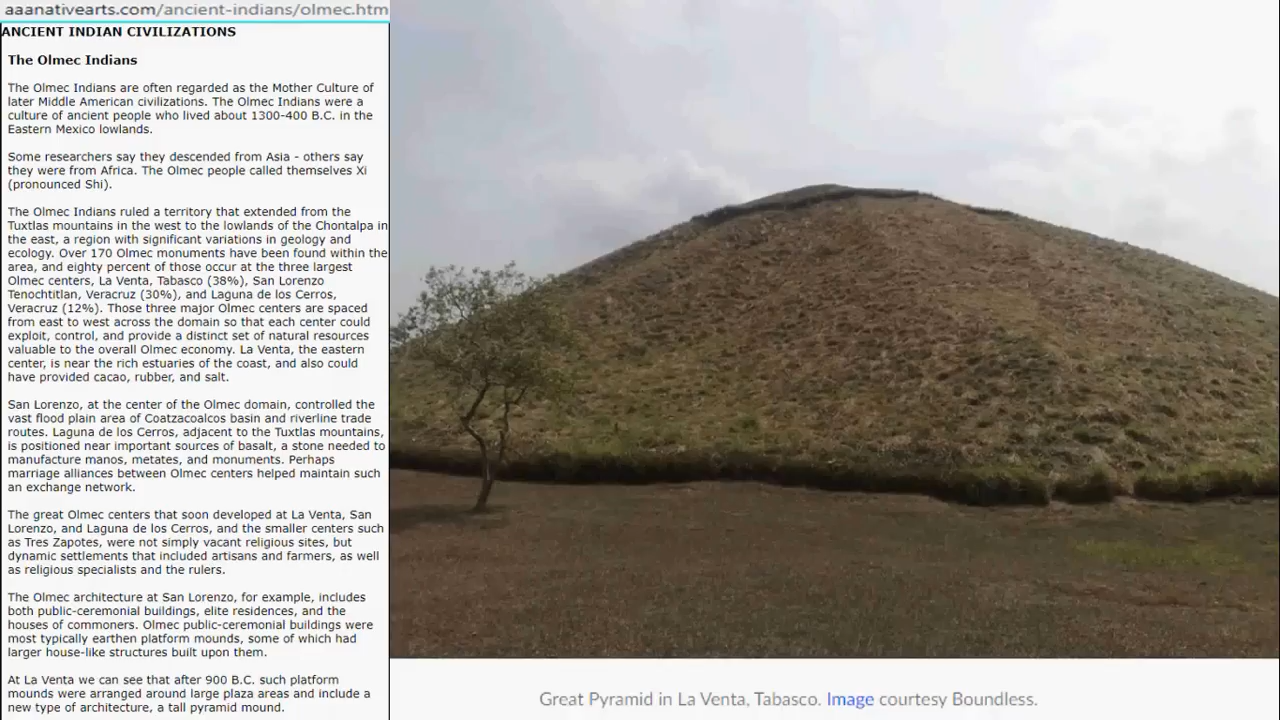 aaanativearts.com/ancient-indians/olmec.htm
ANCIENT INDIAN CIVILIZATIONS
The Olmec Indians
The Olmec Indians are often regarded as the Mother Culture of
later Middle American civilizations. The Olmec Indians were a
culture of ancient people who lived about 1300-400 B.C. in the
Eastern Mexico lowlands.
Some researchers say they descended from Asia - others say
they were from Africa. The Olmec people called themselves Xi
(pronounced Shi).
The Olmec Indians ruled a territory that extended from the
Tuxtlas mountains in the west to the lowlands of the Chontalpa in
the east, a region with significant variations in geology and
ecology. Over 170 Olmec monuments have been found within the
area, and eighty percent of those occur at the three largest
Olmec centers, La Venta, Tabasco (38%), San Lorenzo
Tenochtitlan, Veracruz (30%), and Laguna de los Cerros,
Veracruz (12%). Those three major Olmec centers are spaced
from east to west across the domain so that each center could
exploit, control, and provide a distinct set of natural resources
valuable to the overall Olmec economy. La Venta, the eastern
center, is near the rich estuaries of the coast, and also could
have provided cacao, rubber, and salt.
San Lorenzo, at the center of the Olmec domain, controlled the
vast flood plain area of Coatzacoalcos basin and riverline trade
routes. Laguna de los Cerros, adjacent to the Tuxtlas mountains,
is positioned near important sources of basalt, a stone needed to
manufacture manos, metates, and monuments. Perhaps
marriage alliances between Olmec centers helped maintain such
an exchange network.
The great Olmec centers that soon developed at La Venta, San
Lorenzo, and Laguna de los Cerros, and the smaller centers such
as Tres Zapotes, were not simply vacant religious sites, but
dynamic settlements that included artisans and farmers, as well
as religious specialists and the rulers.
The Olmec architecture at San Lorenzo, for example, includes
both public-ceremonial buildings, elite residences, and the
houses of commoners. Olmec public-ceremonial buildings were
most typically earthen platform mounds, some of which had
larger house-like structures built upon them.
At La Venta we can see that after 900 B.C. such platform
mounds were arranged around large plaza areas and include a
new type of architecture, a tall pyramid mound.
Great Pyramid in La Venta, Tabasco. Image courtesy Boundless.